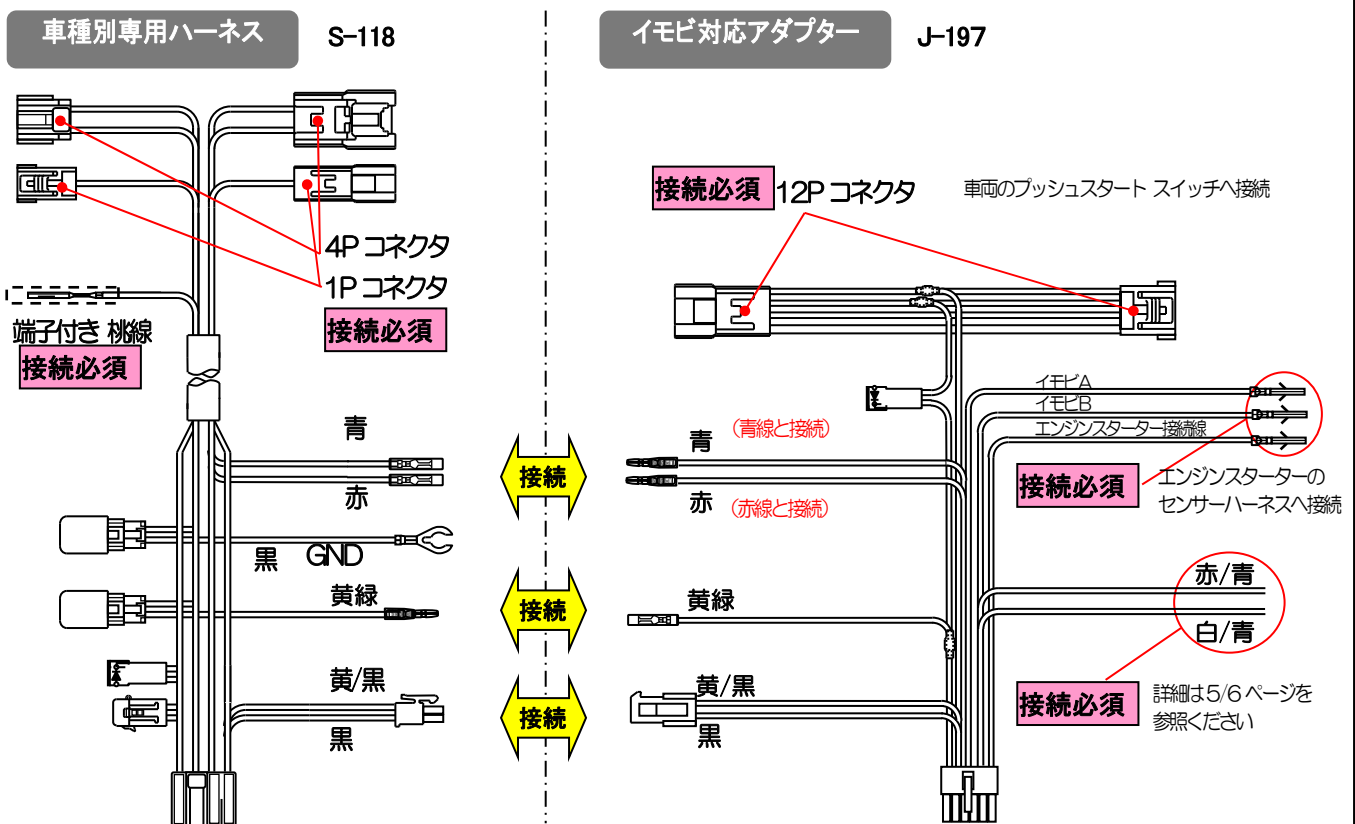 車種別専用ハーネス S-118
4P コネクタ
1P コネクタ
接続必須
端子付き 桃線
接続必須
青
赤
黒 GND
黄緑
黄/黒
黒
接続
接続
接続
イモビ対応アダプター J-197
接続必須 12P コネクタ 車両のプッシュスタート スイッチへ接続
イモビA
イモビB
エンジンスターター接続線
青 (青線と接続)
赤 (赤線と接続)
接続必須 エンジンスターターの
センサーハーネスへ接続
赤/青
白/青
黄緑
黄/黒
黒
接続必須 詳細は5/6 ページを
参照ください